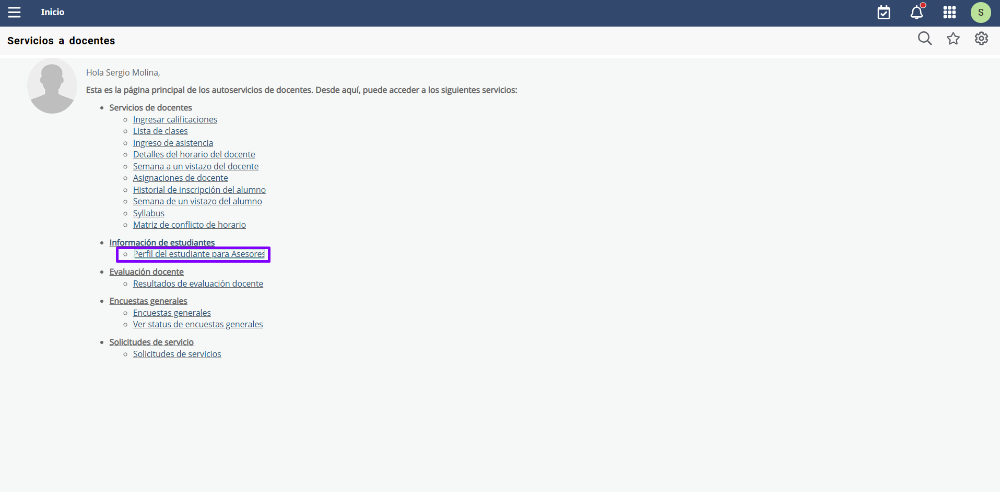 Inicio
S
Servicios a docentes
Hola Sergio Molina,
Esta es la página principal de los autoservicios de docentes. Desde aquí, puede acceder a los siguientes servicios:
Servicios de docentes
Ingresar calificaciones
Lista de clases
Ingreso de asistencia
Detalles del horario del docente
Semana a un vistazo del docente
Asignaciones de docente
Historial de inscripción del alumno
Semana de un vistazo del alumno
Syllabus
Matriz de conflicto de horario
Información de estudiantes
Perfil del estudiante para Asesores
Evaluación docente
Resultados de evaluación docente
Encuestas generales
Encuestas generales
Ver status de encuestas generales
Solicitudes de servicio
Solicitudes de servicios